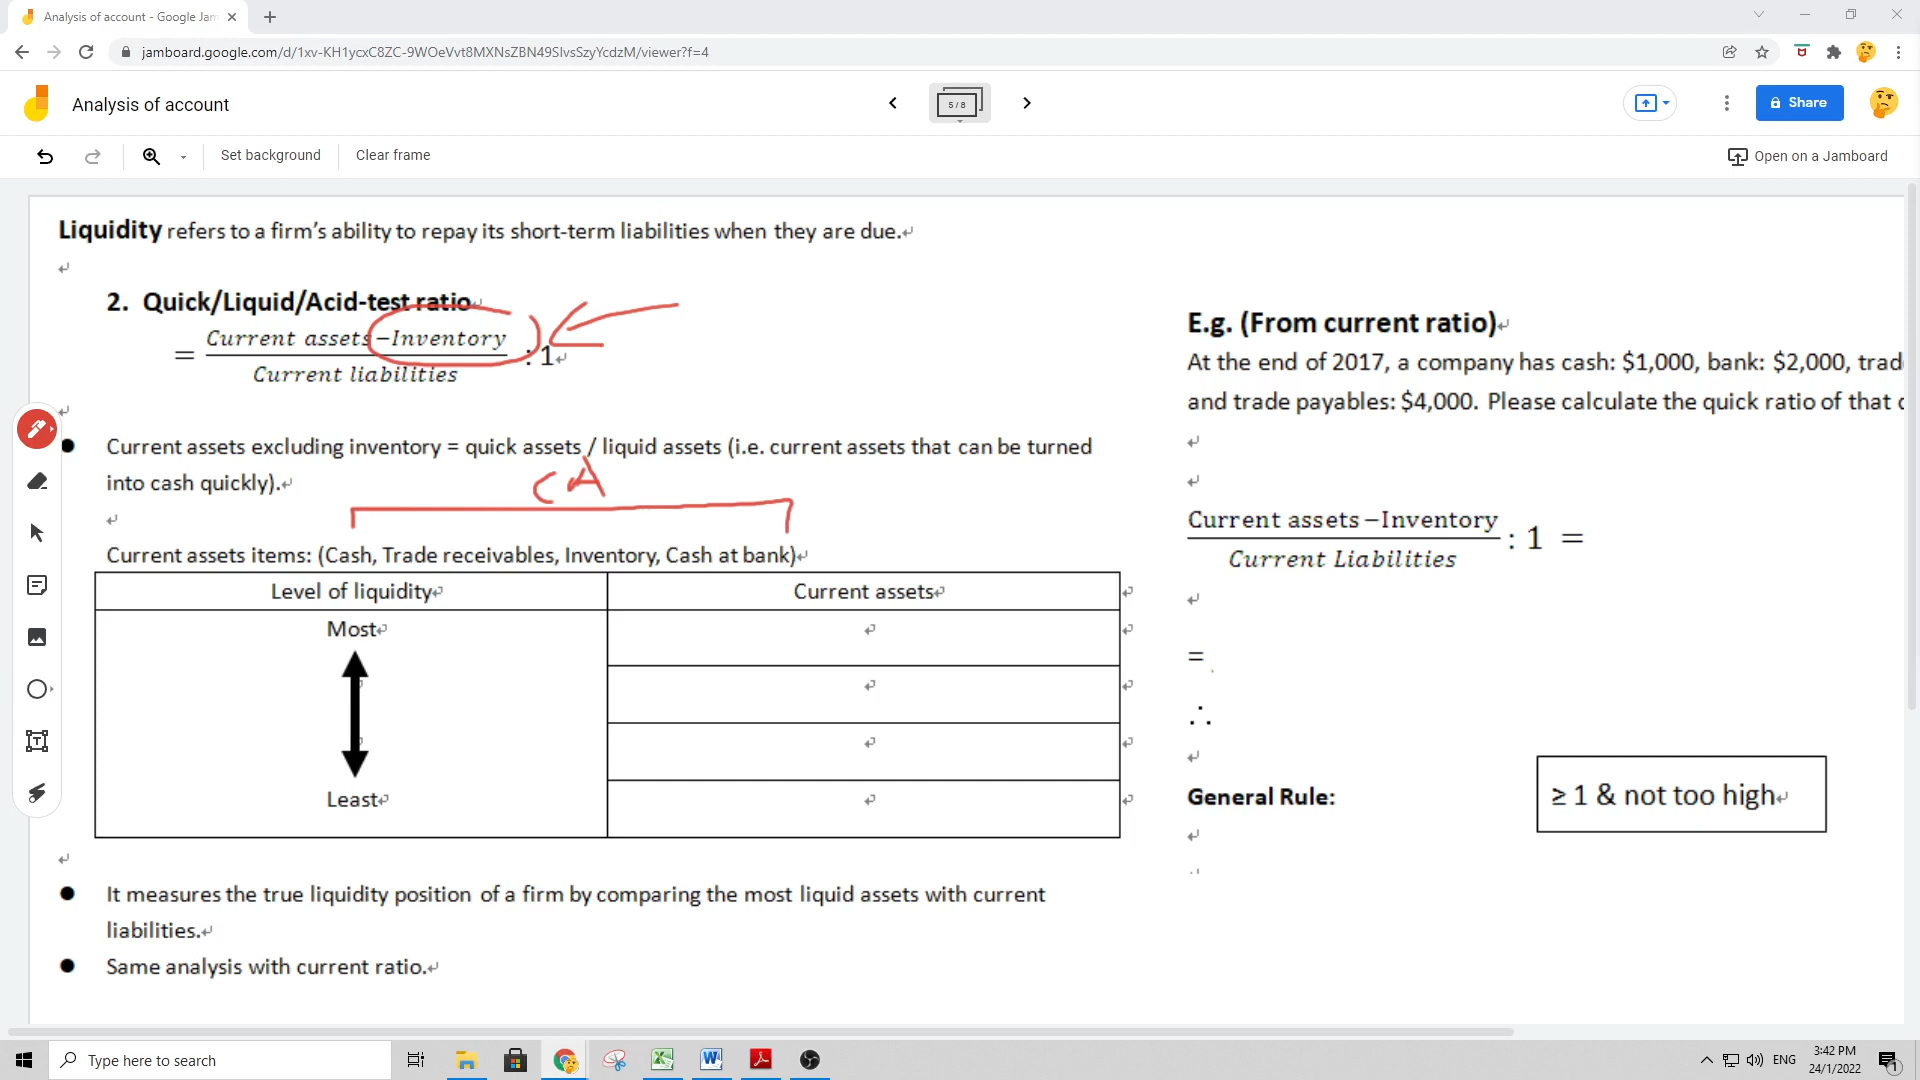 Analysis of account - Google Jam
jamboard.google.com/d/1xv-KH1ycxC8ZC-9WOeVvt8MXNsZBN49SlvsSzyYcdzM/viewer?f=4
Analysis of account
5 / 8
Share
Set background
Clear frame
Open on a Jamboard
Liquidity refers to a firm's ability to repay its short-term liabilities when they are due.
2. Quick/Liquid/Acid-test ratio
= Current assets – Inventory
Current liabilities : 1
Current assets excluding inventory = quick assets / liquid assets (i.e. current assets that can be turned
into cash quickly).
CA
Current assets items: (Cash, Trade receivables, Inventory, Cash at bank)
Level of liquidity Current assets
Most
Least
It measures the true liquidity position of a firm by comparing the most liquid assets with current
liabilities.
Same analysis with current ratio.
E.g. (From current ratio)
At the end of 2017, a company has cash: $1,000, bank: $2,000, trad
and trade payables: $4,000. Please calculate the quick ratio of that
Current assets – Inventory
Current Liabilities : 1 =
=
∴
General Rule:
≥ 1 & not too high
Type here to search
ENG
3:42 PM
24/1/2022
1